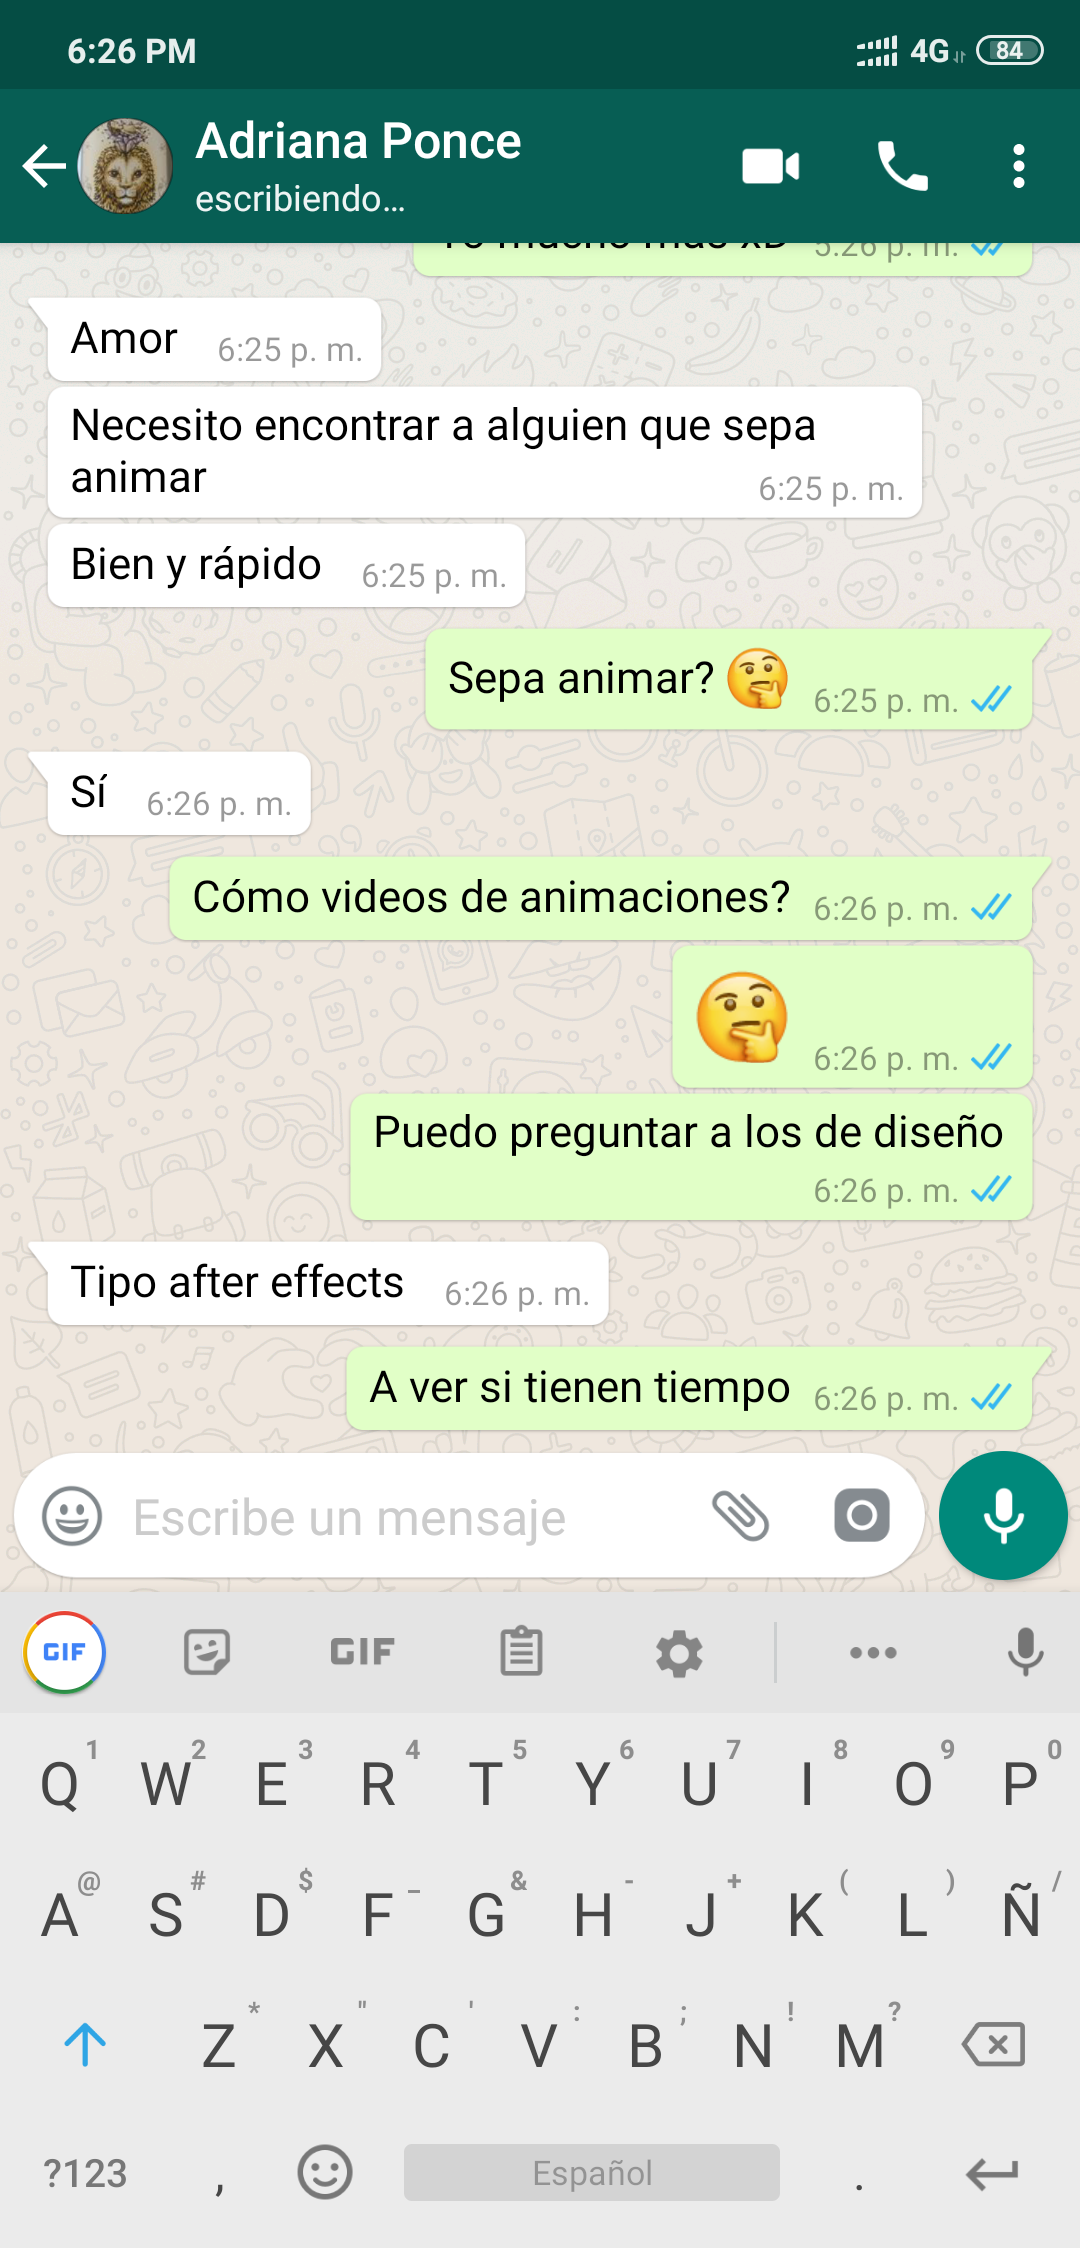 6:26 PM 4G 84
Adriana Ponce
escribiendo...
5:26 p. m.
Amor 6:25 p. m.
Necesito encontrar a alguien que sepa
animar 6:25 p. m.
Bien y rápido 6:25 p. m.
Sepa animar? 🤔 6:25 p. m.
Sí 6:26 p. m.
Cómo videos de animaciones? 6:26 p. m.
🤔 6:26 p. m.
Puedo preguntar a los de diseño
6:26 p. m.
Tipo after effects 6:26 p. m.
A ver si tienen tiempo 6:26 p. m.
Escribe un mensaje
GIF GIF
Q 1 W 2 E 3 R 4 T 5 Y 6 U 7 I 8 O 9 P 0
A @ S # D $ F _ G & H - J + K ( L ) Ñ /
Z * X " C ' V : B ; N ! M ?
?123 , Español .